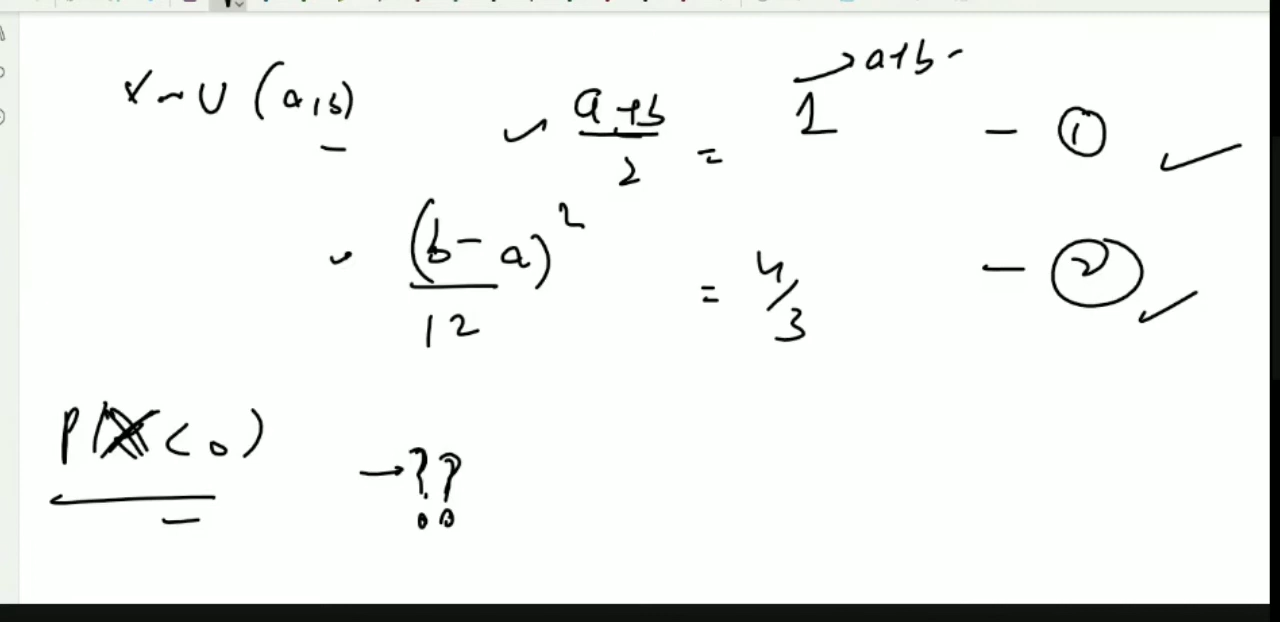 a+b
X ~ U (a,b) a+b/2 = 1 - ①
(b-a)²/12 = 4/3 - ②
P(X<0) → ??